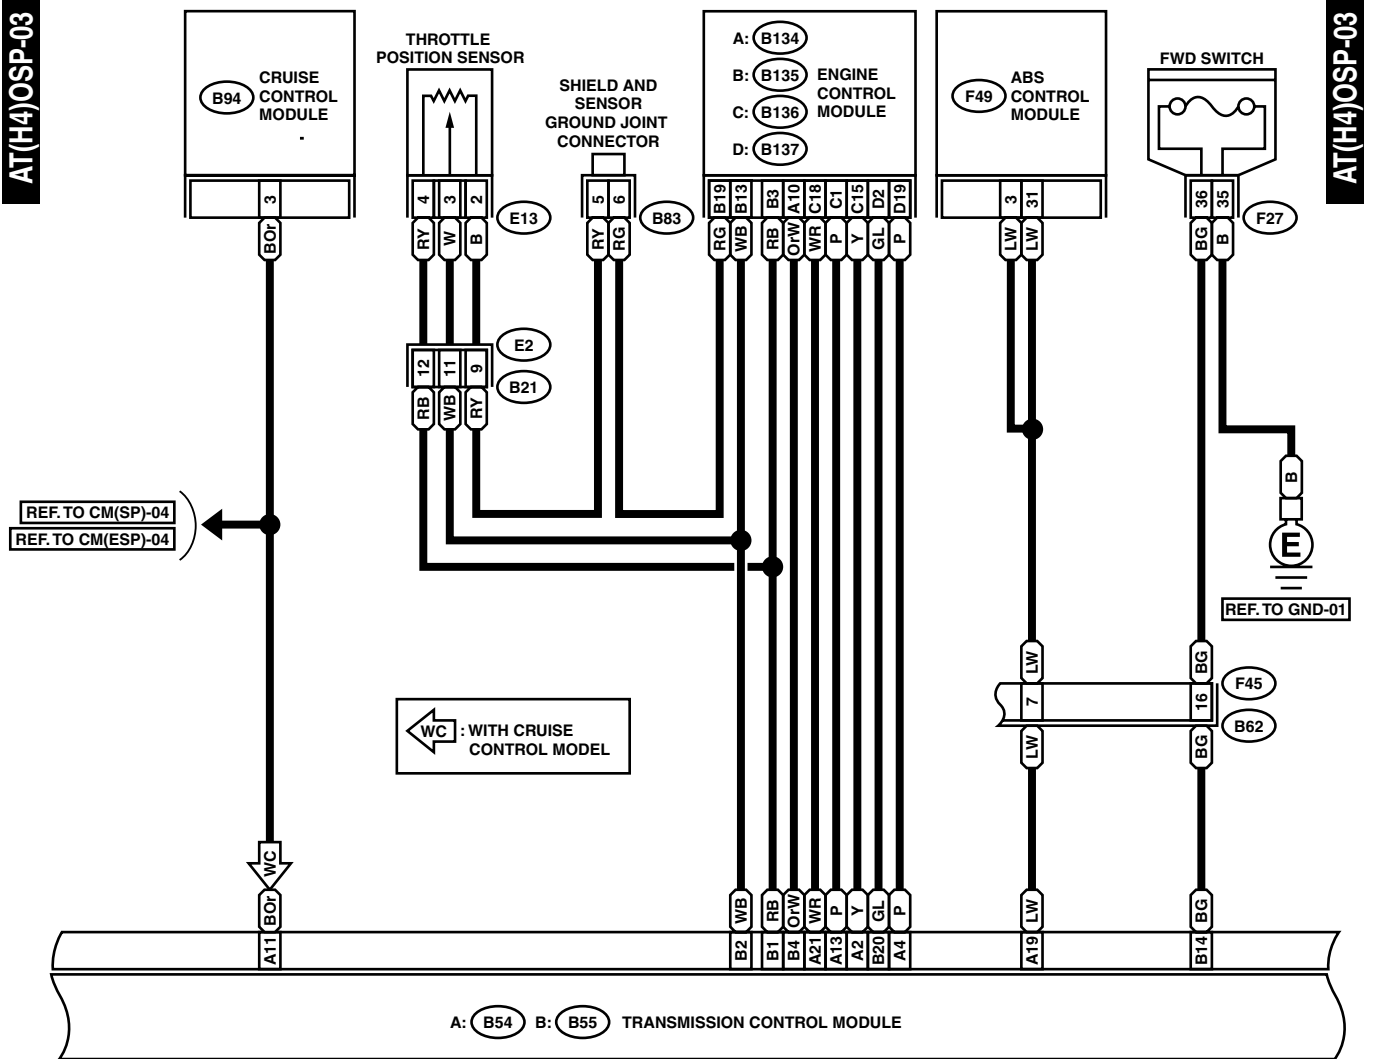 AT(H4)OSP-03
AT(H4)OSP-03
B94
CRUISE
CONTROL
MODULE
THROTTLE
POSITION SENSOR
SHIELD AND
SENSOR
GROUND JOINT
CONNECTOR
A: B134
B: B135
C: B136
D: B137
ENGINE
CONTROL
MODULE
F49
ABS
CONTROL
MODULE
FWD SWITCH
3
4 3 2
E13
5 6
B83
B19 B13 B3 A10 C18 C1 C15 D2 D19
3 31
36 35
F27
BOr
RY W B
RY RG
RG WB RB OrW WR P Y GL P
LW LW
BG B
E2
12 11 9
B21
RB WB RY
B
E
REF. TO CM(SP)-04
REF. TO CM(ESP)-04
REF. TO GND-01
LW BG
7 16
F45
B62
LW BG
WC : WITH CRUISE
CONTROL MODEL
WC
BOr WB RB OrW WR P Y GL P LW BG
A11 B2 B1 B4 A21 A13 A2 B20 A4 A19 B14
A: B54 B: B55 TRANSMISSION CONTROL MODULE